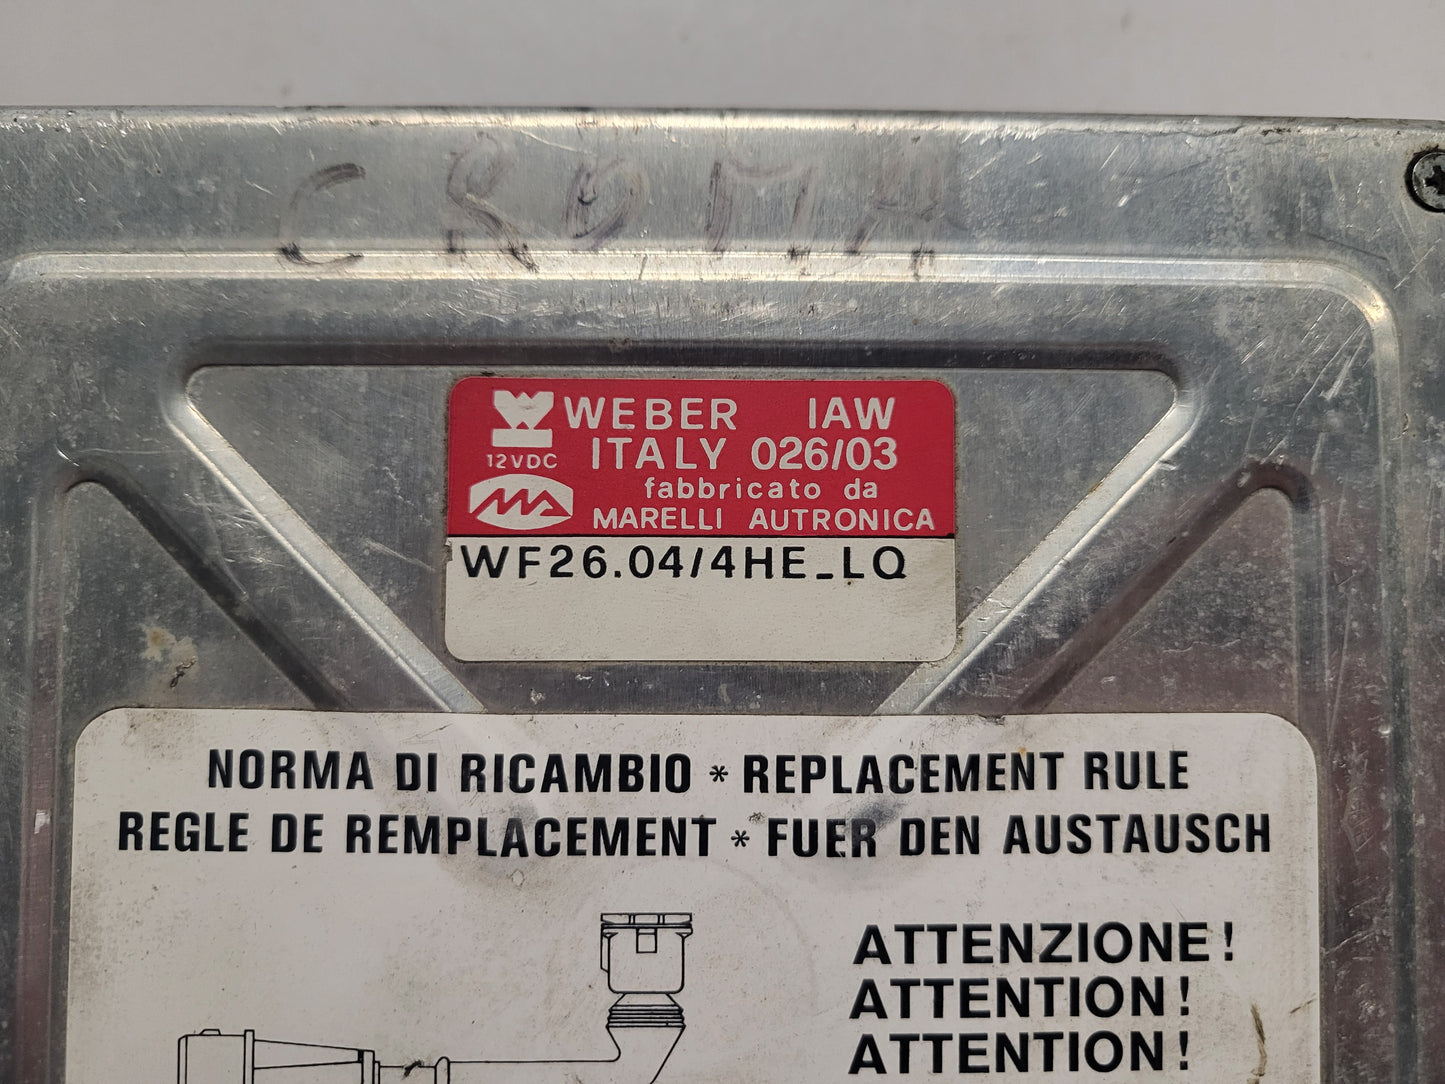 CROMA
WEBER IAW
12VDC ITALY 026/03
fabbricato da
MARELLI AUTRONICA
WF26.04/4HE_LQ
NORMA DI RICAMBIO * REPLACEMENT RULE
REGLE DE REMPLACEMENT * FUER DEN AUSTAUSCH
ATTENZIONE!
ATTENTION!
ATTENTION!